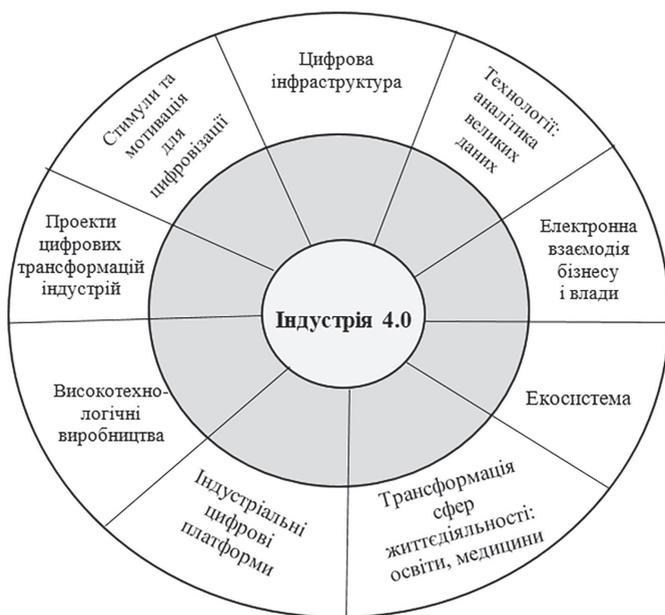 Цифрова
інфраструктура
Технології:
аналітика
великих
даних
Електронна
взаємодія
бізнесу
і влади
Екосистема
Трансформація
сфер
життєдіяльності:
освіти, медицини
Індустріальні
цифрові
платформи
Високотехно-
логічні
виробництва
Проекти
цифрових
трансформацій
індустрій
Стимули та
мотивація
для
цифровізації
Індустрія 4.0